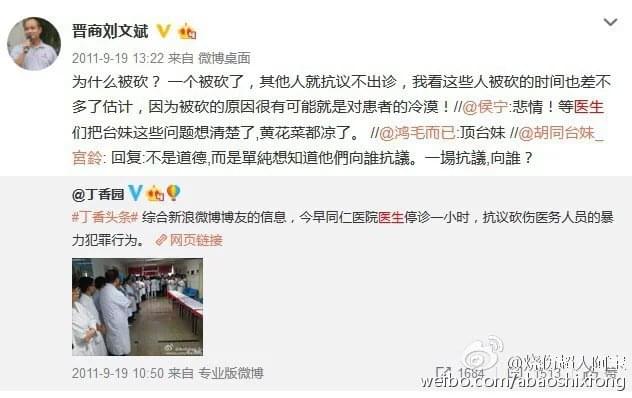 晋商刘文斌
2011-9-19 13:22 来自 微博桌面
为什么被砍？ 一个被砍了，其他人就抗议不出诊，我看这些人被砍的时间也差不
多了估计，因为被砍的原因很有可能就是对患者的冷漠！//@侯宁:悲情！等医生
们把台妹这些问题想清楚了,黄花菜都凉了。 //@鸿毛而已:顶台妹 //@胡同台妹_
宫鈴: 回复:不是道德,而是單純想知道他們向誰抗議。一場抗議,向誰？
@丁香园
#丁香头条# 综合新浪微博博友的信息，今早同仁医院医生停诊一小时，抗议砍伤医务人员的暴
力犯罪行为。 网页链接
2011-9-19 10:50 来自 专业版微博
1684
1513
赞
@烧伤超人阿宝
weibo.com/abaoshixiong